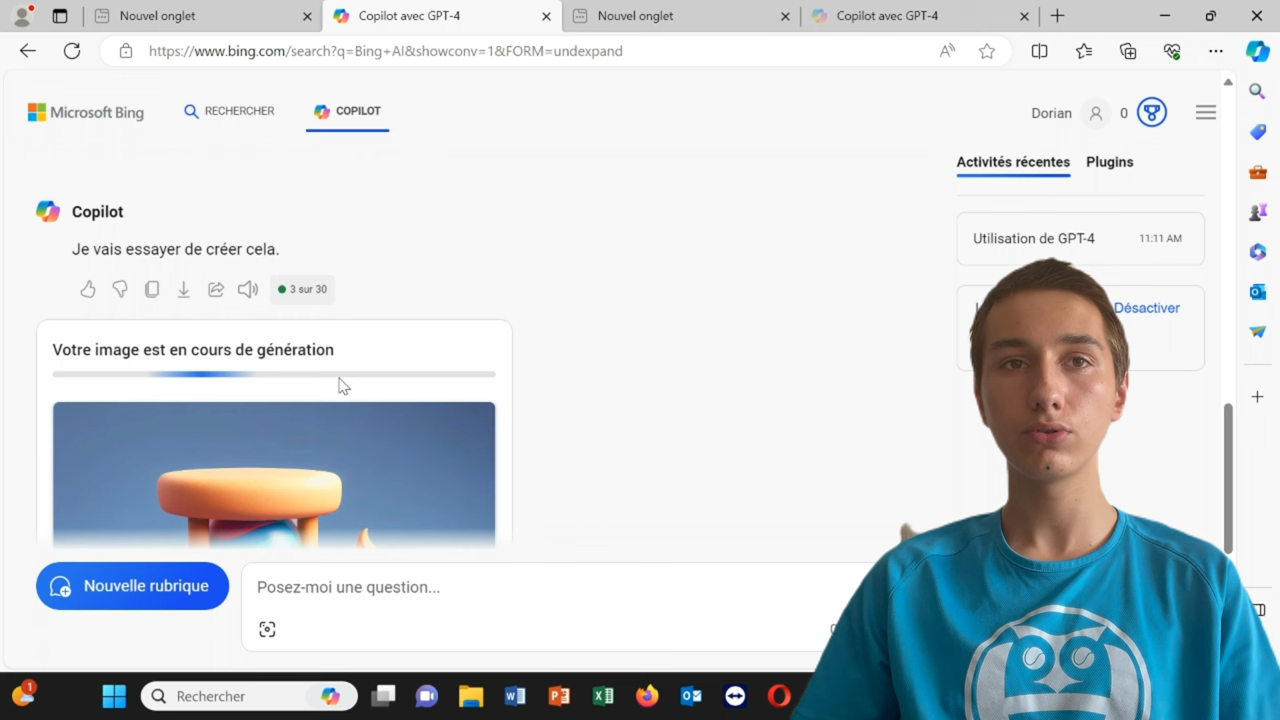 Nouvel onglet
Copilot avec GPT-4
Nouvel onglet
Copilot avec GPT-4
https://www.bing.com/search?q=Bing+AI&showconv=1&FORM=undexpand
Microsoft Bing
RECHERCHER
COPILOT
Dorian
0
Activités récentes
Plugins
Copilot
Je vais essayer de créer cela.
3 sur 30
Utilisation de GPT-4
11:11 AM
Désactiver
Votre image est en cours de génération
Nouvelle rubrique
Posez-moi une question...
1
Rechercher